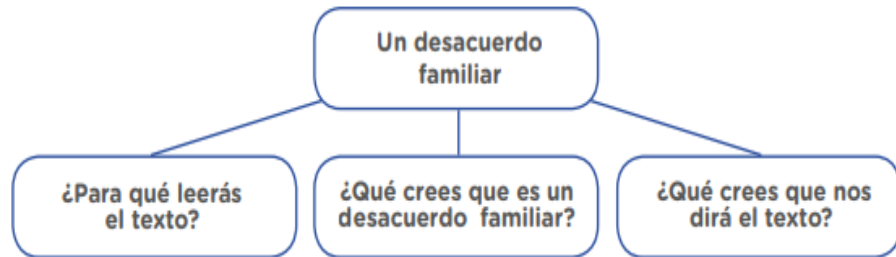 Un desacuerdo
familiar
¿Para qué leerás
el texto?
¿Qué crees que es un
desacuerdo familiar?
¿Qué crees que nos
dirá el texto?